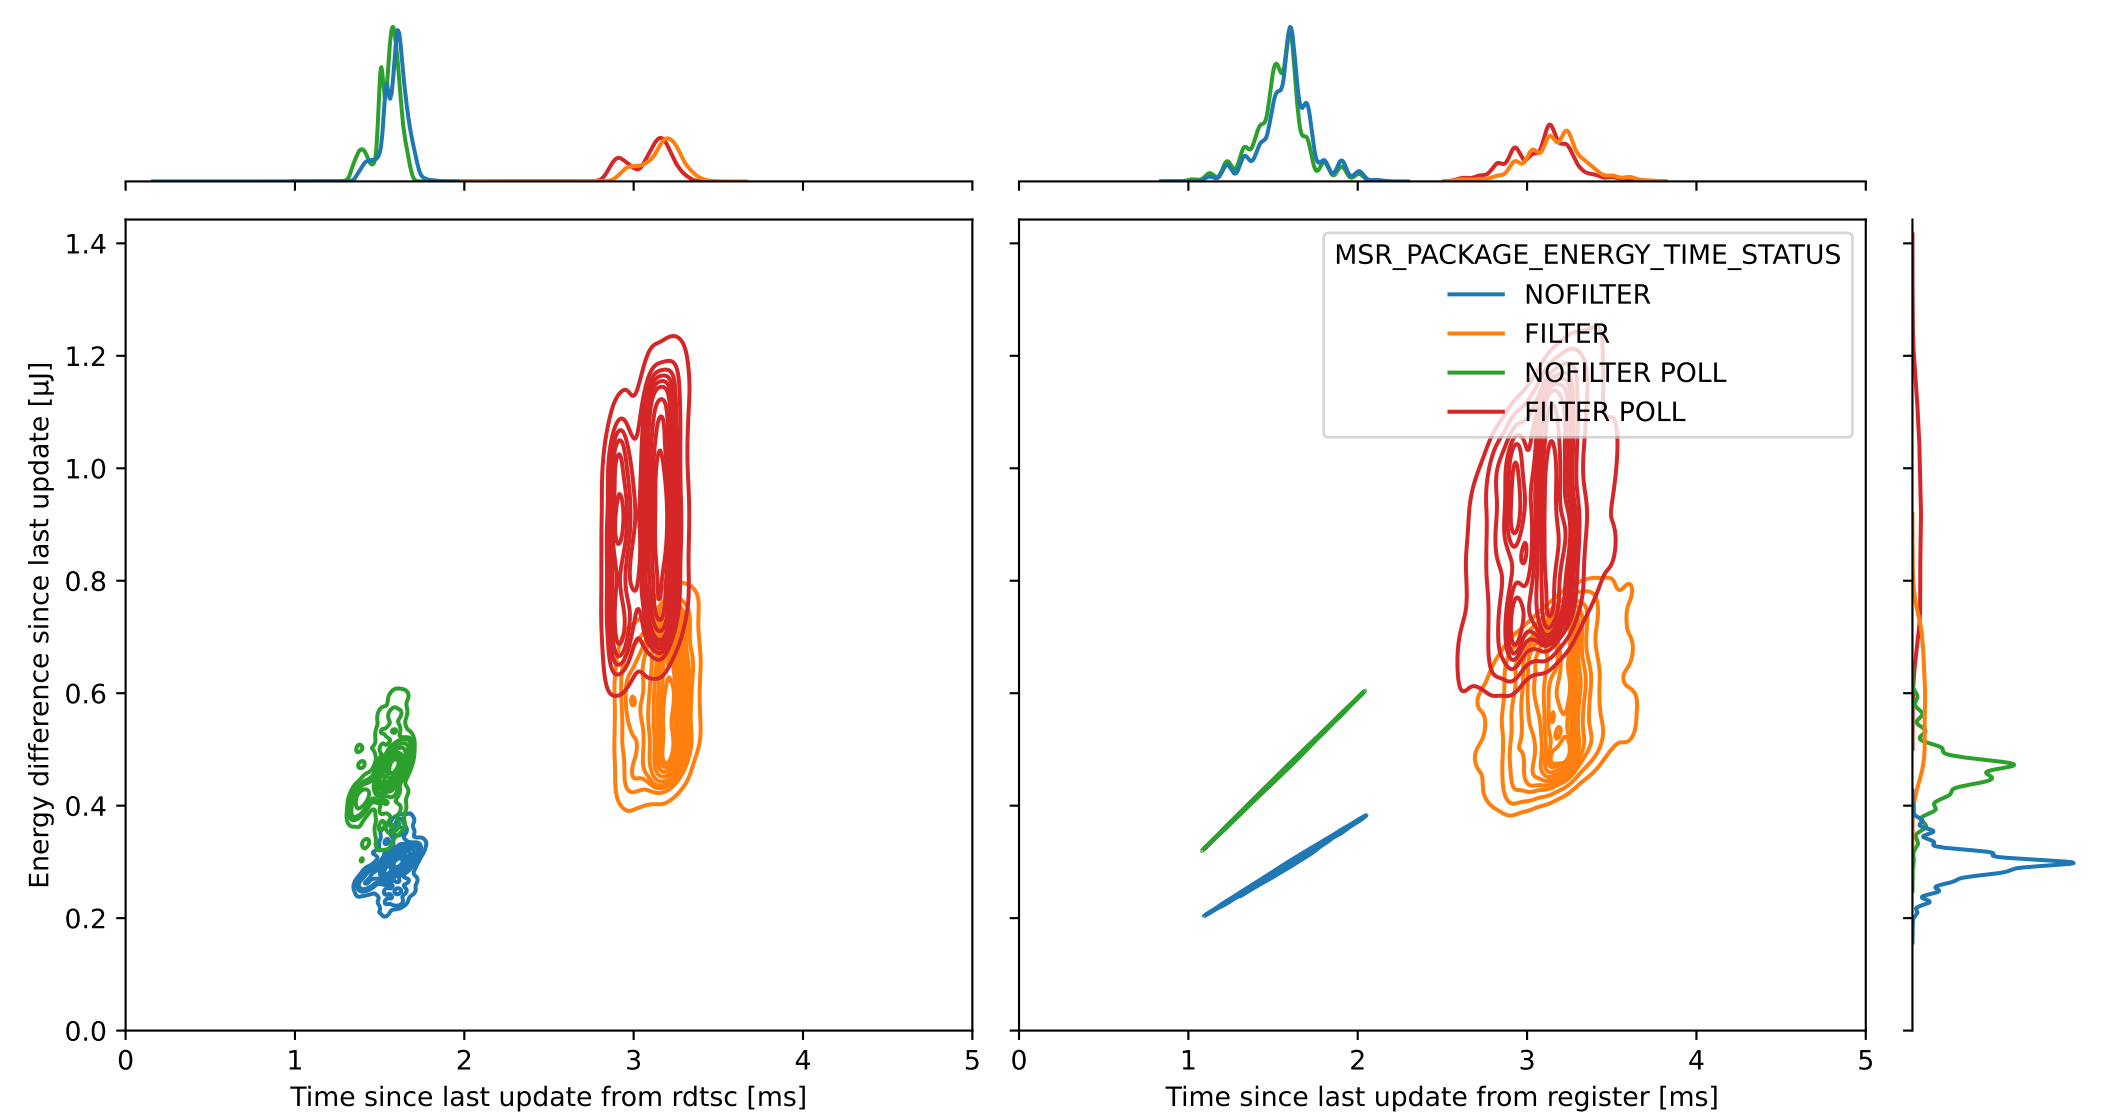 MSR_PACKAGE_ENERGY_TIME_STATUS
NOFILTER
FILTER
NOFILTER POLL
FILTER POLL
Energy difference since last update [µJ]
1.4
1.2
1.0
0.8
0.6
0.4
0.2
0.0
0 1 2 3 4 5
0 1 2 3 4 5
Time since last update from rdtsc [ms]
Time since last update from register [ms]